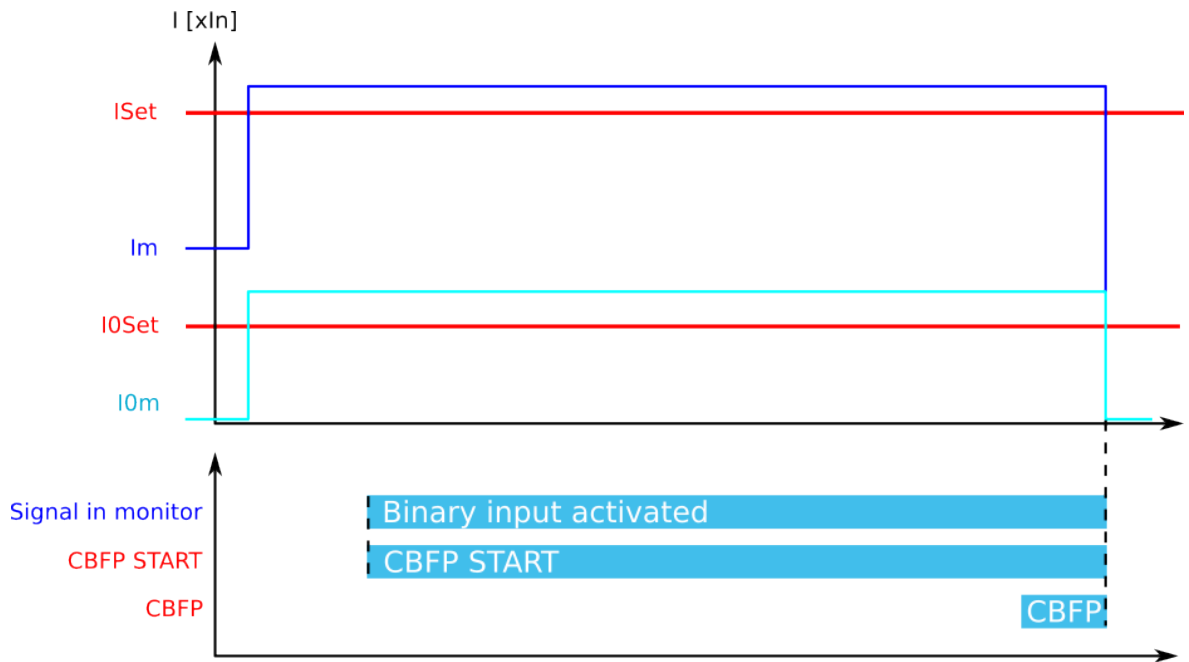 I [xIn]
ISet
Im
I0Set
I0m
Signal in monitor
Binary input activated
CBFP START
CBFP START
CBFP
CBFP